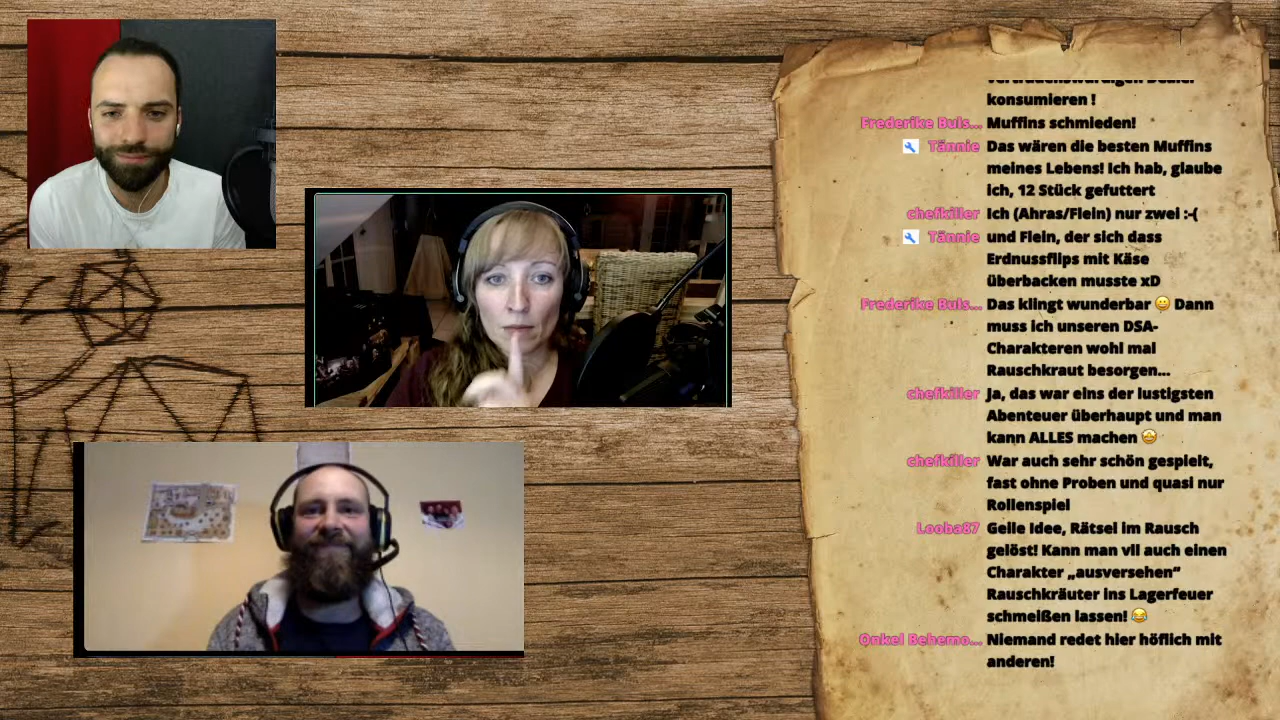 vertrauenswürdigen Dealer
konsumieren !
Frederike Buls... Muffins schmieden!
Tännie Das wären die besten Muffins
meines Lebens! Ich hab, glaube
ich, 12 Stück gefuttert
chefkiller Ich (Ahras/Flein) nur zwei :-(
Tännie und Flein, der sich dass
Erdnussflips mit Käse
überbacken musste xD
Frederike Buls... Das klingt wunderbar 😀 Dann
muss ich unseren DSA-
Charakteren wohl mal
Rauschkraut besorgen...
chefkiller Ja, das war eins der lustigsten
Abenteuer überhaupt und man
kann ALLES machen 🤩
chefkiller War auch sehr schön gespielt,
fast ohne Proben und quasi nur
Rollenspiel
Looba87 Geile Idee, Rätsel im Rausch
gelöst! Kann man vll auch einen
Charakter „ausversehen“
Rauschkräuter ins Lagerfeuer
schmeißen lassen! 😂
Onkel Behemo... Niemand redet hier höflich mit
anderen!